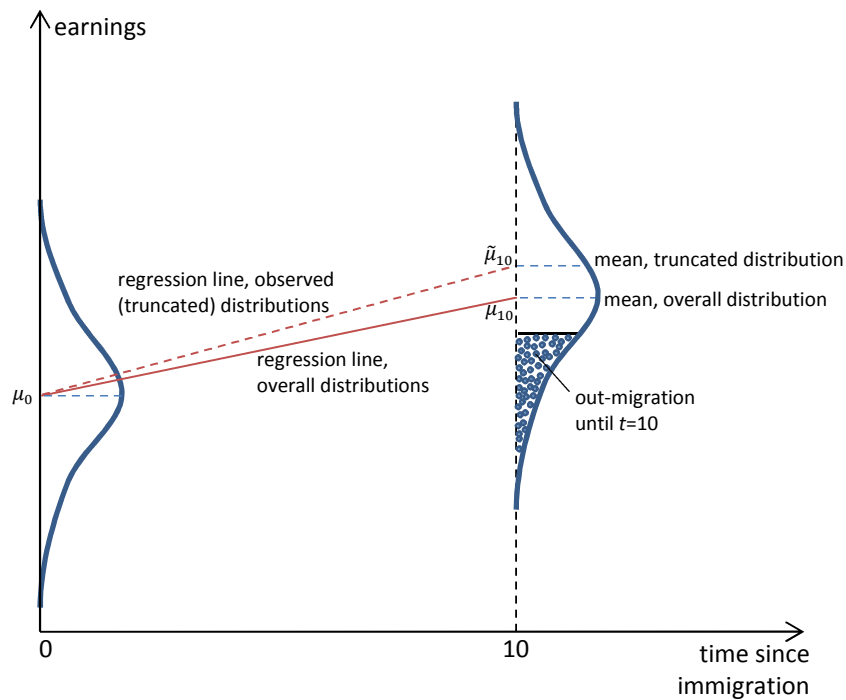 earnings
μ̃₁₀
mean, truncated distribution
regression line, observed
(truncated) distributions
mean, overall distribution
μ₁₀
regression line,
overall distributions
μ₀
out-migration
until t=10
0
10
time since
immigration